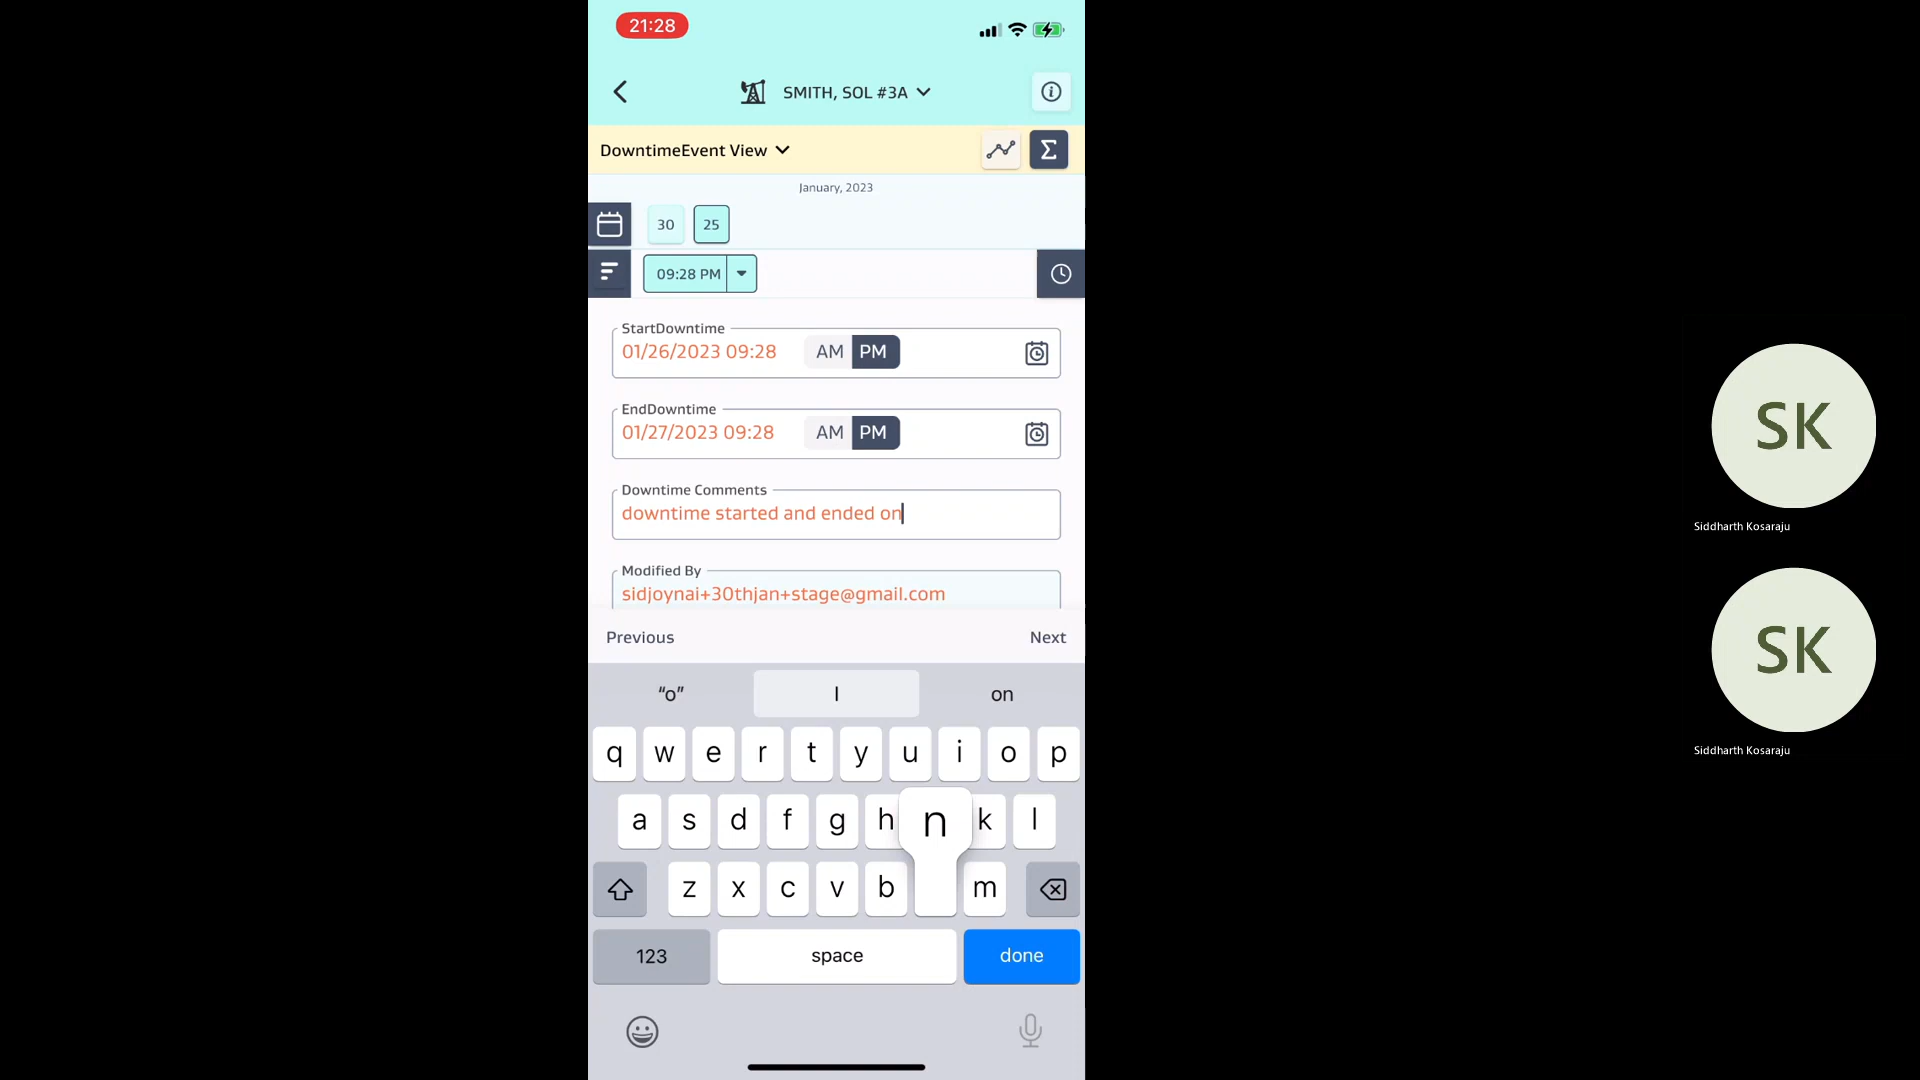 21:28
SMITH, SOL #3A
DowntimeEvent View
Σ
January, 2023
30 25
09:28 PM
StartDowntime
01/26/2023 09:28 AM PM
EndDowntime
01/27/2023 09:28 AM PM
Downtime Comments
downtime started and ended on
Modified By
sidjoynai+30thjan+stage@gmail.com
Previous Next
“o” I on
q w e r t y u i o p
a s d f g h n k l
z x c v b m
123 space done
SK
Siddharth Kosaraju
SK
Siddharth Kosaraju